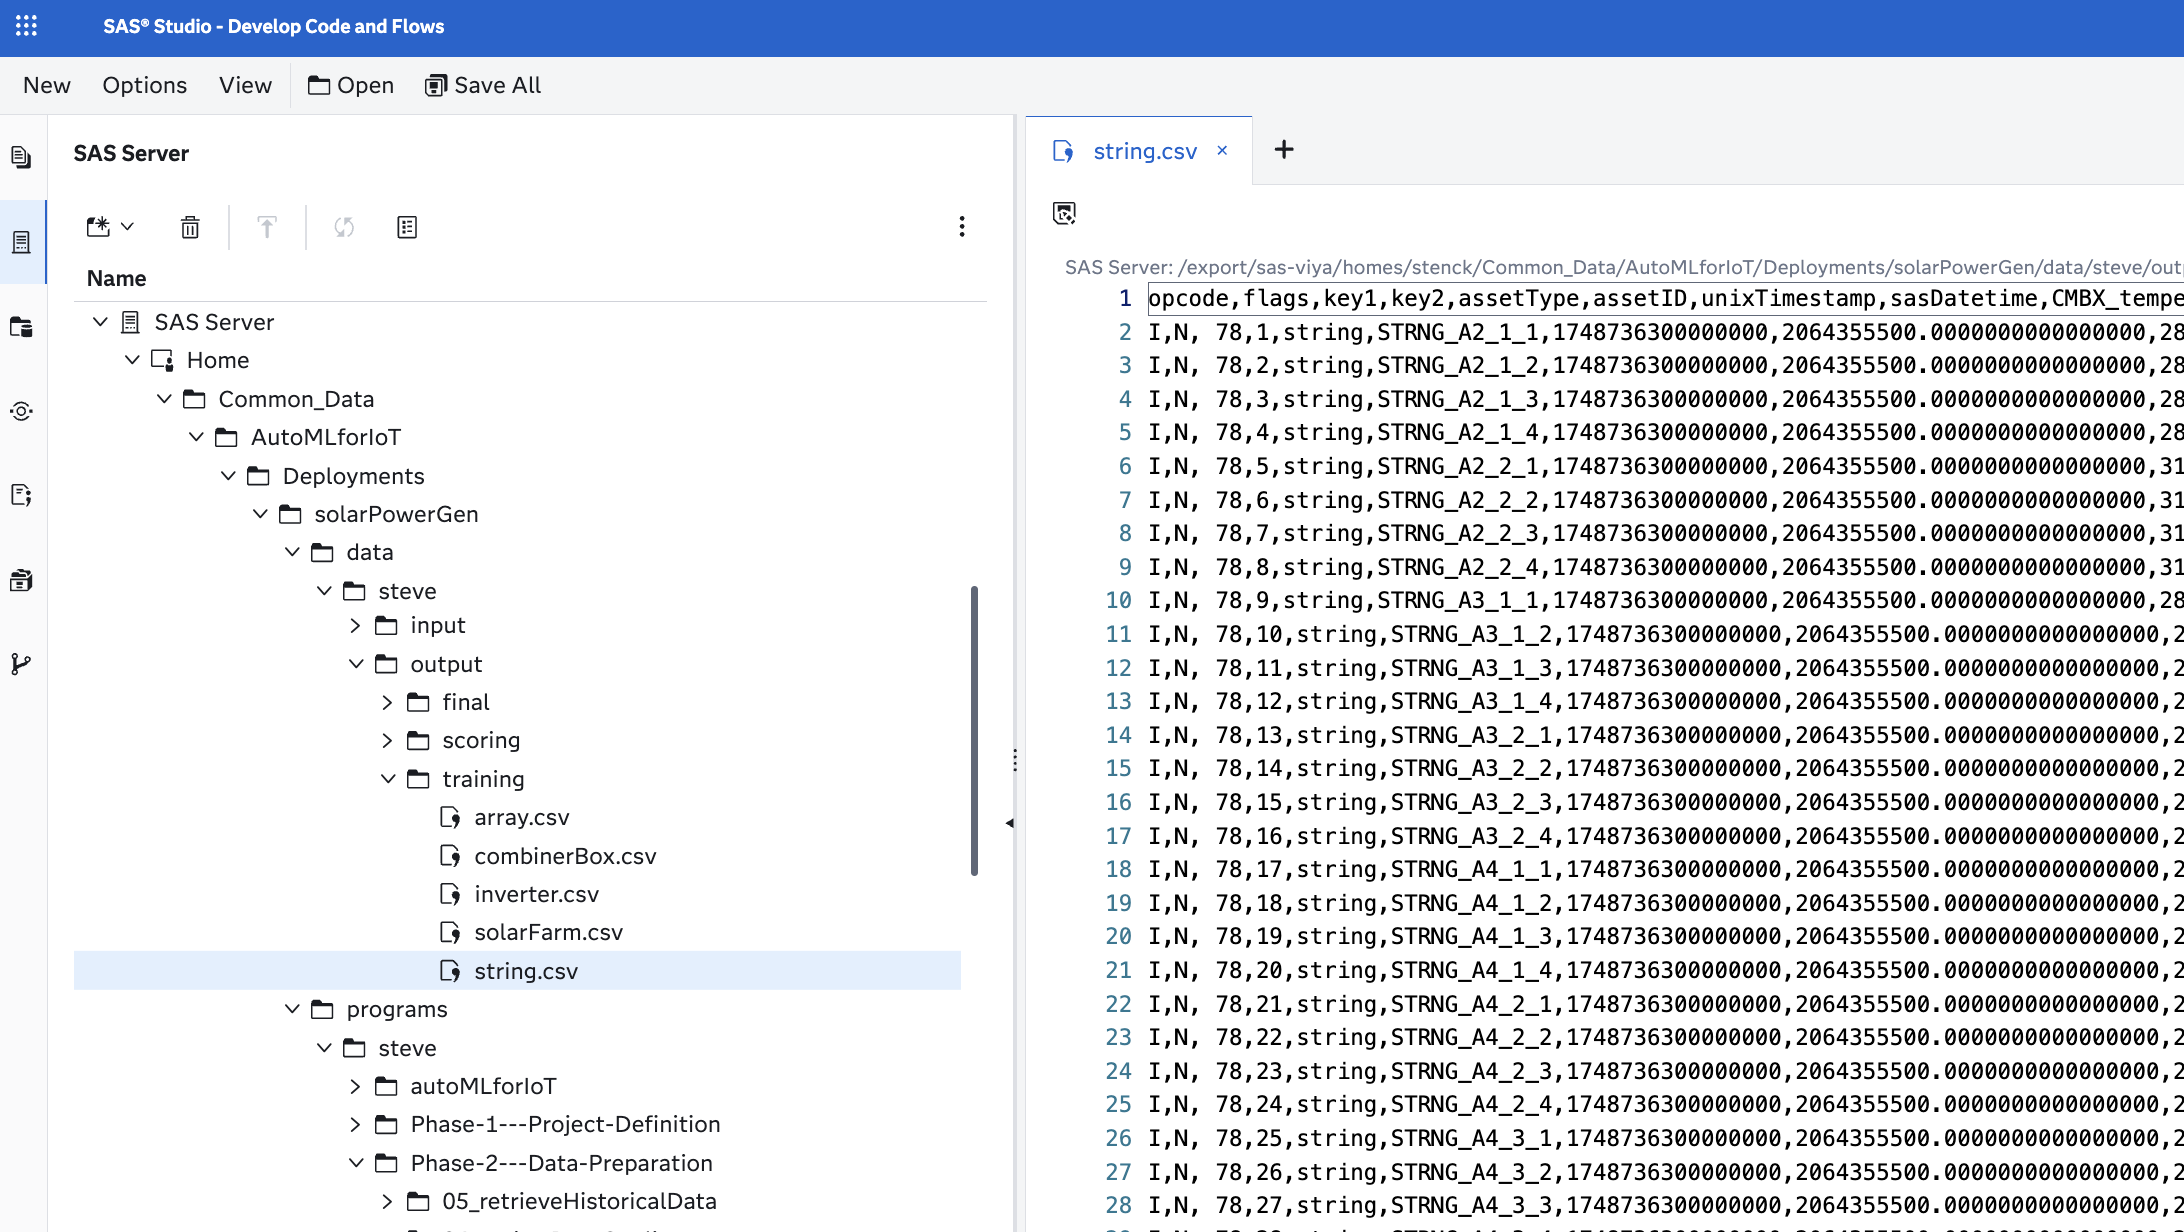 SAS® Studio - Develop Code and Flows
New Options View Open Save All
SAS Server
Name
SAS Server
Home
Common_Data
AutoMLforIoT
Deployments
solarPowerGen
data
steve
input
output
final
scoring
training
array.csv
combinerBox.csv
inverter.csv
solarFarm.csv
string.csv
programs
steve
autoMLforIoT
Phase-1---Project-Definition
Phase-2---Data-Preparation
05_retrieveHistoricalData
string.csv × +
SAS Server: /export/sas-viya/homes/stenck/Common_Data/AutoMLforIoT/Deployments/solarPowerGen/data/steve/out
1 opcode,flags,key1,key2,assetType,assetID,unixTimestamp,sasDatetime,CMBX_tempe
2 I,N, 78,1,string,STRNG_A2_1_1,1748736300000000,2064355500.0000000000000000,28
3 I,N, 78,2,string,STRNG_A2_1_2,1748736300000000,2064355500.0000000000000000,28
4 I,N, 78,3,string,STRNG_A2_1_3,1748736300000000,2064355500.0000000000000000,28
5 I,N, 78,4,string,STRNG_A2_1_4,1748736300000000,2064355500.0000000000000000,28
6 I,N, 78,5,string,STRNG_A2_2_1,1748736300000000,2064355500.0000000000000000,31
7 I,N, 78,6,string,STRNG_A2_2_2,1748736300000000,2064355500.0000000000000000,31
8 I,N, 78,7,string,STRNG_A2_2_3,1748736300000000,2064355500.0000000000000000,31
9 I,N, 78,8,string,STRNG_A2_2_4,1748736300000000,2064355500.0000000000000000,31
10 I,N, 78,9,string,STRNG_A3_1_1,1748736300000000,2064355500.0000000000000000,28
11 I,N, 78,10,string,STRNG_A3_1_2,1748736300000000,2064355500.0000000000000000,2
12 I,N, 78,11,string,STRNG_A3_1_3,1748736300000000,2064355500.0000000000000000,2
13 I,N, 78,12,string,STRNG_A3_1_4,1748736300000000,2064355500.0000000000000000,2
14 I,N, 78,13,string,STRNG_A3_2_1,1748736300000000,2064355500.0000000000000000,2
15 I,N, 78,14,string,STRNG_A3_2_2,1748736300000000,2064355500.0000000000000000,2
16 I,N, 78,15,string,STRNG_A3_2_3,1748736300000000,2064355500.0000000000000000,2
17 I,N, 78,16,string,STRNG_A3_2_4,1748736300000000,2064355500.0000000000000000,2
18 I,N, 78,17,string,STRNG_A4_1_1,1748736300000000,2064355500.0000000000000000,2
19 I,N, 78,18,string,STRNG_A4_1_2,1748736300000000,2064355500.0000000000000000,2
20 I,N, 78,19,string,STRNG_A4_1_3,1748736300000000,2064355500.0000000000000000,2
21 I,N, 78,20,string,STRNG_A4_1_4,1748736300000000,2064355500.0000000000000000,2
22 I,N, 78,21,string,STRNG_A4_2_1,1748736300000000,2064355500.0000000000000000,2
23 I,N, 78,22,string,STRNG_A4_2_2,1748736300000000,2064355500.0000000000000000,2
24 I,N, 78,23,string,STRNG_A4_2_3,1748736300000000,2064355500.0000000000000000,2
25 I,N, 78,24,string,STRNG_A4_2_4,1748736300000000,2064355500.0000000000000000,2
26 I,N, 78,25,string,STRNG_A4_3_1,1748736300000000,2064355500.0000000000000000,2
27 I,N, 78,26,string,STRNG_A4_3_2,1748736300000000,2064355500.0000000000000000,2
28 I,N, 78,27,string,STRNG_A4_3_3,1748736300000000,2064355500.0000000000000000,2